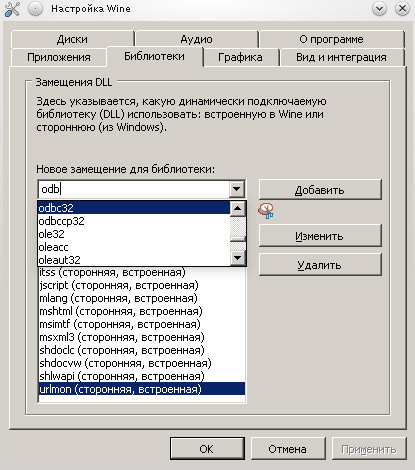 Настройка Wine
Диски
Аудио
О программе
Приложения
Библиотеки
Графика
Вид и интеграция
Замещения DLL
Здесь указывается, какую динамически подключаемую
библиотеку (DLL) использовать: встроенную в Wine или
стороннюю (из Windows).
Новое замещение для библиотеки:
odb
Добавить
odbc32
odbccp32
ole32
oleacc
oleaut32
Изменить
Удалить
itss (сторонняя, встроенная)
jscript (сторонняя, встроенная)
mlang (сторонняя, встроенная)
mshtml (сторонняя, встроенная)
msimtf (сторонняя, встроенная)
msxml3 (сторонняя, встроенная)
shdoclc (сторонняя, встроенная)
shdocvw (сторонняя, встроенная)
shlwapi (сторонняя, встроенная)
urlmon (сторонняя, встроенная)
OK
Отмена
Применить